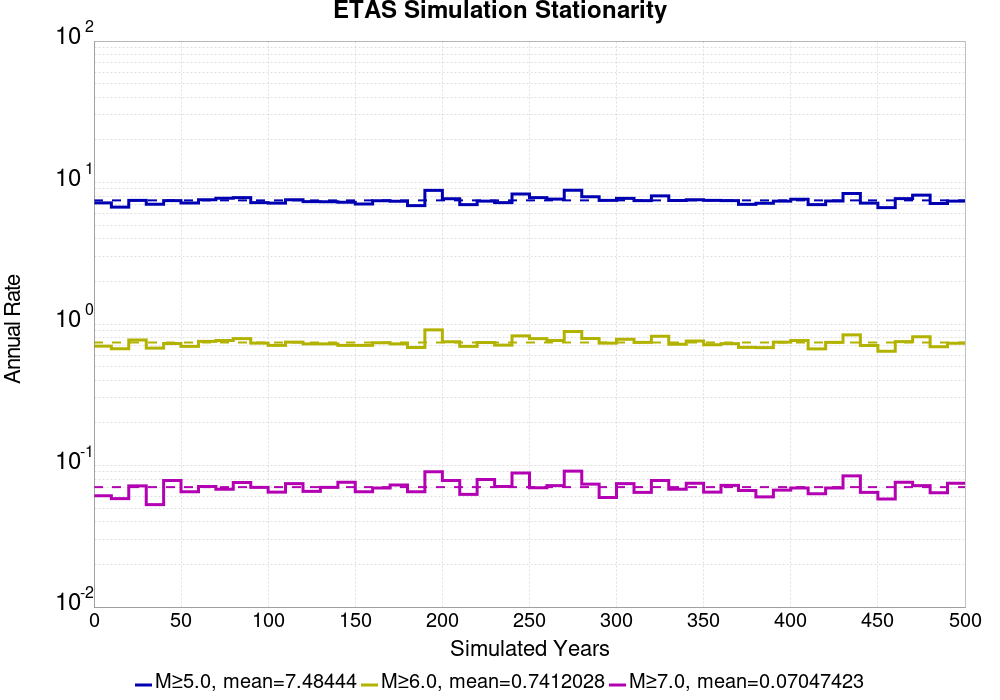 ETAS Simulation Stationarity
10^2
10^1
10^0
10^-1
10^-2
Annual Rate
0 50 100 150 200 250 300 350 400 450 500
Simulated Years
M≥5.0, mean=7.48444 M≥6.0, mean=0.7412028 M≥7.0, mean=0.07047423